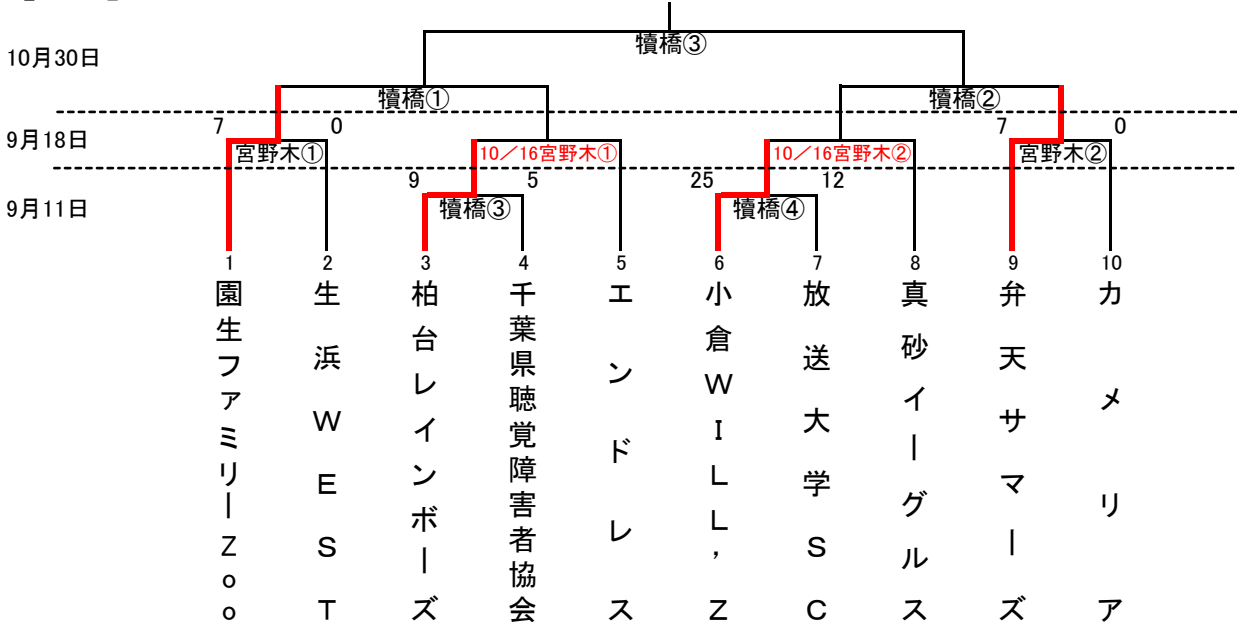 犢橋③
10月30日
犢橋① 犢橋②
7 0 7 0
9月18日
宮野木① 10／16宮野木① 10／16宮野木② 宮野木②
9 5 25 12
9月11日
犢橋③ 犢橋④
1 2 3 4 5 6 7 8 9 10
園生ファミリーZoo
生浜WEST
柏台レインボーズ
千葉県聴覚障害者協会
エンドレス
小倉WILL’Z
放送大学SC
真砂イーグルス
弁天サマーズ
カメリア